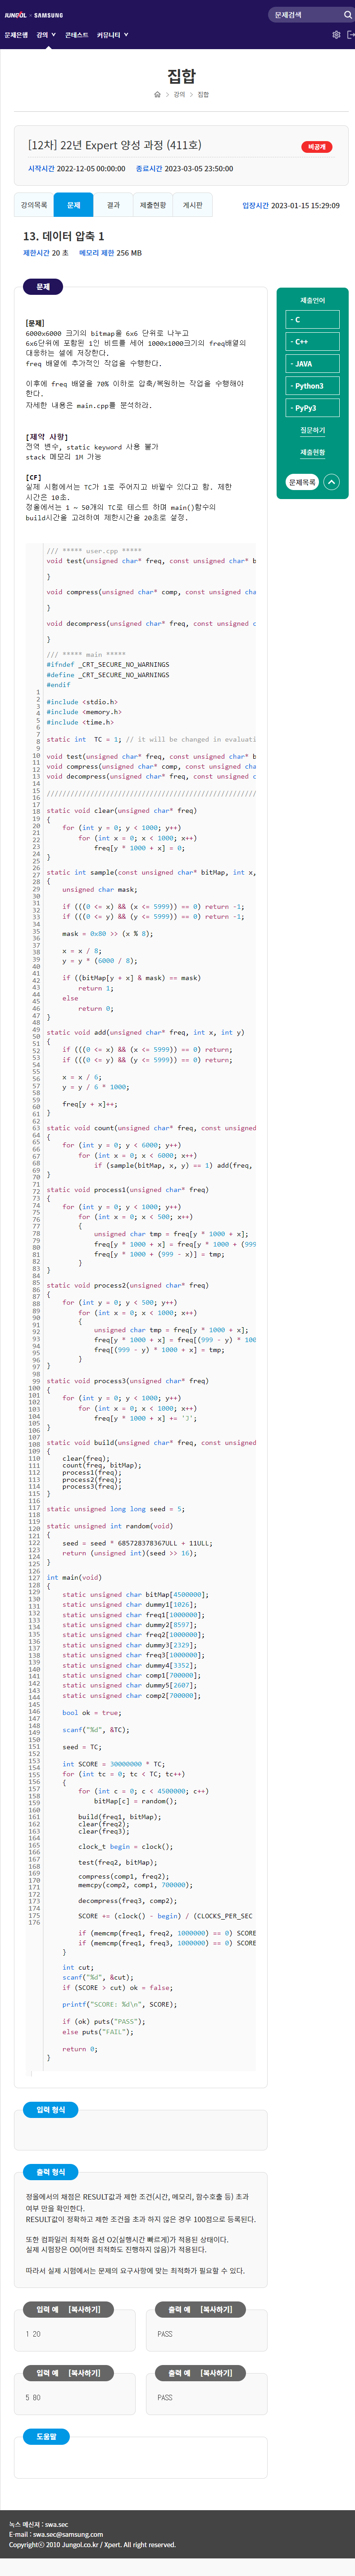 JUNGOL × SAMSUNG
문제검색
문제은행 강의 콘테스트 커뮤니티
집합
강의 집합
[12차] 22년 Expert 양성 과정 (411호)
비공개
시작시간 2022-12-05 00:00:00 종료시간 2023-03-05 23:50:00
강의목록 문제 결과 제출현황 게시판
입장시간 2023-01-15 15:29:09
13. 데이터 압축 1
제한시간 20 초 메모리 제한 256 MB
문제
[문제]
6000x6000 크기의 bitmap을 6x6 단위로 나누고
6x6단위에 포함된 1인 비트를 세어 1000x1000크기의 freq배열의
대응하는 셀에 저장한다.
freq 배열에 추가적인 작업을 수행한다.
이후에 freq 배열을 70% 이하로 압축/복원하는 작업을 수행해야
한다.
자세한 내용은 main.cpp를 분석하라.
[제약 사항]
전역 변수, static keyword 사용 불가
stack 메모리 1M 가능
[CF]
실제 시험에서는 TC가 1로 주어지고 바뀔수 있다고 함. 제한
시간은 10초.
정올에서는 1 ~ 50개의 TC로 테스트 하며 main()함수의
build시간을 고려하여 제한시간을 20초로 설정.
제출언어
- C
- C++
- JAVA
- Python3
- PyPy3
질문하기
제출현황
문제목록
/// ***** user.cpp *****
void test(unsigned char* freq, const unsigned char* b
}
void compress(unsigned char* comp, const unsigned cha
}
void decompress(unsigned char* freq, const unsigned c
}
/// ***** main *****
#ifndef _CRT_SECURE_NO_WARNINGS
#define _CRT_SECURE_NO_WARNINGS
#endif
#include <stdio.h>
#include <memory.h>
#include <time.h>
static int  TC = 1; // it will be changed in evaluati
void test(unsigned char* freq, const unsigned char* b
void compress(unsigned char* comp, const unsigned cha
void decompress(unsigned char* freq, const unsigned c
/////////////////////////////////////////////////////
static void clear(unsigned char* freq)
{
for (int y = 0; y < 1000; y++)
for (int x = 0; x < 1000; x++)
freq[y * 1000 + x] = 0;
}
static int sample(const unsigned char* bitMap, int x,
{
unsigned char mask;
if (((0 <= x) && (x <= 5999)) == 0) return -1;
if (((0 <= y) && (y <= 5999)) == 0) return -1;
mask = 0x80 >> (x % 8);
x = x / 8;
y = y * (6000 / 8);
if ((bitMap[y + x] & mask) == mask)
return 1;
else
return 0;
}
static void add(unsigned char* freq, int x, int y)
{
if (((0 <= x) && (x <= 5999)) == 0) return;
if (((0 <= y) && (y <= 5999)) == 0) return;
x = x / 6;
y = y / 6 * 1000;
freq[y + x]++;
}
static void count(unsigned char* freq, const unsigned
{
for (int y = 0; y < 6000; y++)
for (int x = 0; x < 6000; x++)
if (sample(bitMap, x, y) == 1) add(freq,
}
static void process1(unsigned char* freq)
{
for (int y = 0; y < 1000; y++)
for (int x = 0; x < 500; x++)
{
unsigned char tmp = freq[y * 1000 + x];
freq[y * 1000 + x] = freq[y * 1000 + (999
freq[y * 1000 + (999 - x)] = tmp;
}
}
static void process2(unsigned char* freq)
{
for (int y = 0; y < 500; y++)
for (int x = 0; x < 1000; x++)
{
unsigned char tmp = freq[y * 1000 + x];
freq[y * 1000 + x] = freq[(999 - y) * 100
freq[(999 - y) * 1000 + x] = tmp;
}
}
static void process3(unsigned char* freq)
{
for (int y = 0; y < 1000; y++)
for (int x = 0; x < 1000; x++)
freq[y * 1000 + x] += 'J';
}
static void build(unsigned char* freq, const unsigned
{
clear(freq);
count(freq, bitMap);
process1(freq);
process2(freq);
process3(freq);
}
static unsigned long long seed = 5;
static unsigned int random(void)
{
seed = seed * 685728378367ULL + 11ULL;
return (unsigned int)(seed >> 16);
}
int main(void)
{
static unsigned char bitMap[4500000];
static unsigned char dummy1[1026];
static unsigned char freq1[1000000];
static unsigned char dummy2[8597];
static unsigned char freq2[1000000];
static unsigned char dummy3[2329];
static unsigned char freq3[1000000];
static unsigned char dummy4[3352];
static unsigned char comp1[700000];
static unsigned char dummy5[2607];
static unsigned char comp2[700000];
bool ok = true;
scanf("%d", &TC);
seed = TC;
int SCORE = 30000000 * TC;
for (int tc = 0; tc < TC; tc++)
{
for (int c = 0; c < 4500000; c++)
bitMap[c] = random();
build(freq1, bitMap);
clear(freq2);
clear(freq3);
clock_t begin = clock();
test(freq2, bitMap);
compress(comp1, freq2);
memcpy(comp2, comp1, 700000);
decompress(freq3, comp2);
SCORE += (clock() - begin) / (CLOCKS_PER_SEC
if (memcmp(freq1, freq2, 1000000) == 0) SCORE
if (memcmp(freq1, freq3, 1000000) == 0) SCORE
}
int cut;
scanf("%d", &cut);
if (SCORE > cut) ok = false;
printf("SCORE: %d\n", SCORE);
if (ok) puts("PASS");
else puts("FAIL");
return 0;
}
입력 형식
출력 형식
정올에서의 채점은 RESULT값과 제한 조건(시간, 메모리, 함수호출 등) 초과
여부 만을 확인한다.
RESULT값이 정확하고 제한 조건을 초과 하지 않은 경우 100점으로 등록된다.
또한 컴파일러 최적화 옵션 O2(실행시간 빠르게)가 적용된 상태이다.
실제 시험장은 O0(어떤 최적화도 진행하지 않음)가 적용된다.
따라서 실제 시험에서는 문제의 요구사항에 맞는 최적화가 필요할 수 있다.
입력 예 [복사하기] 출력 예 [복사하기]
1 20 PASS
입력 예 [복사하기] 출력 예 [복사하기]
5 80 PASS
도움말
녹스 메신져 : swa.sec
E-mail : swa.sec@samsung.com
Copyrightⓒ 2010 Jungol.co.kr / Xpert. All right reserved.